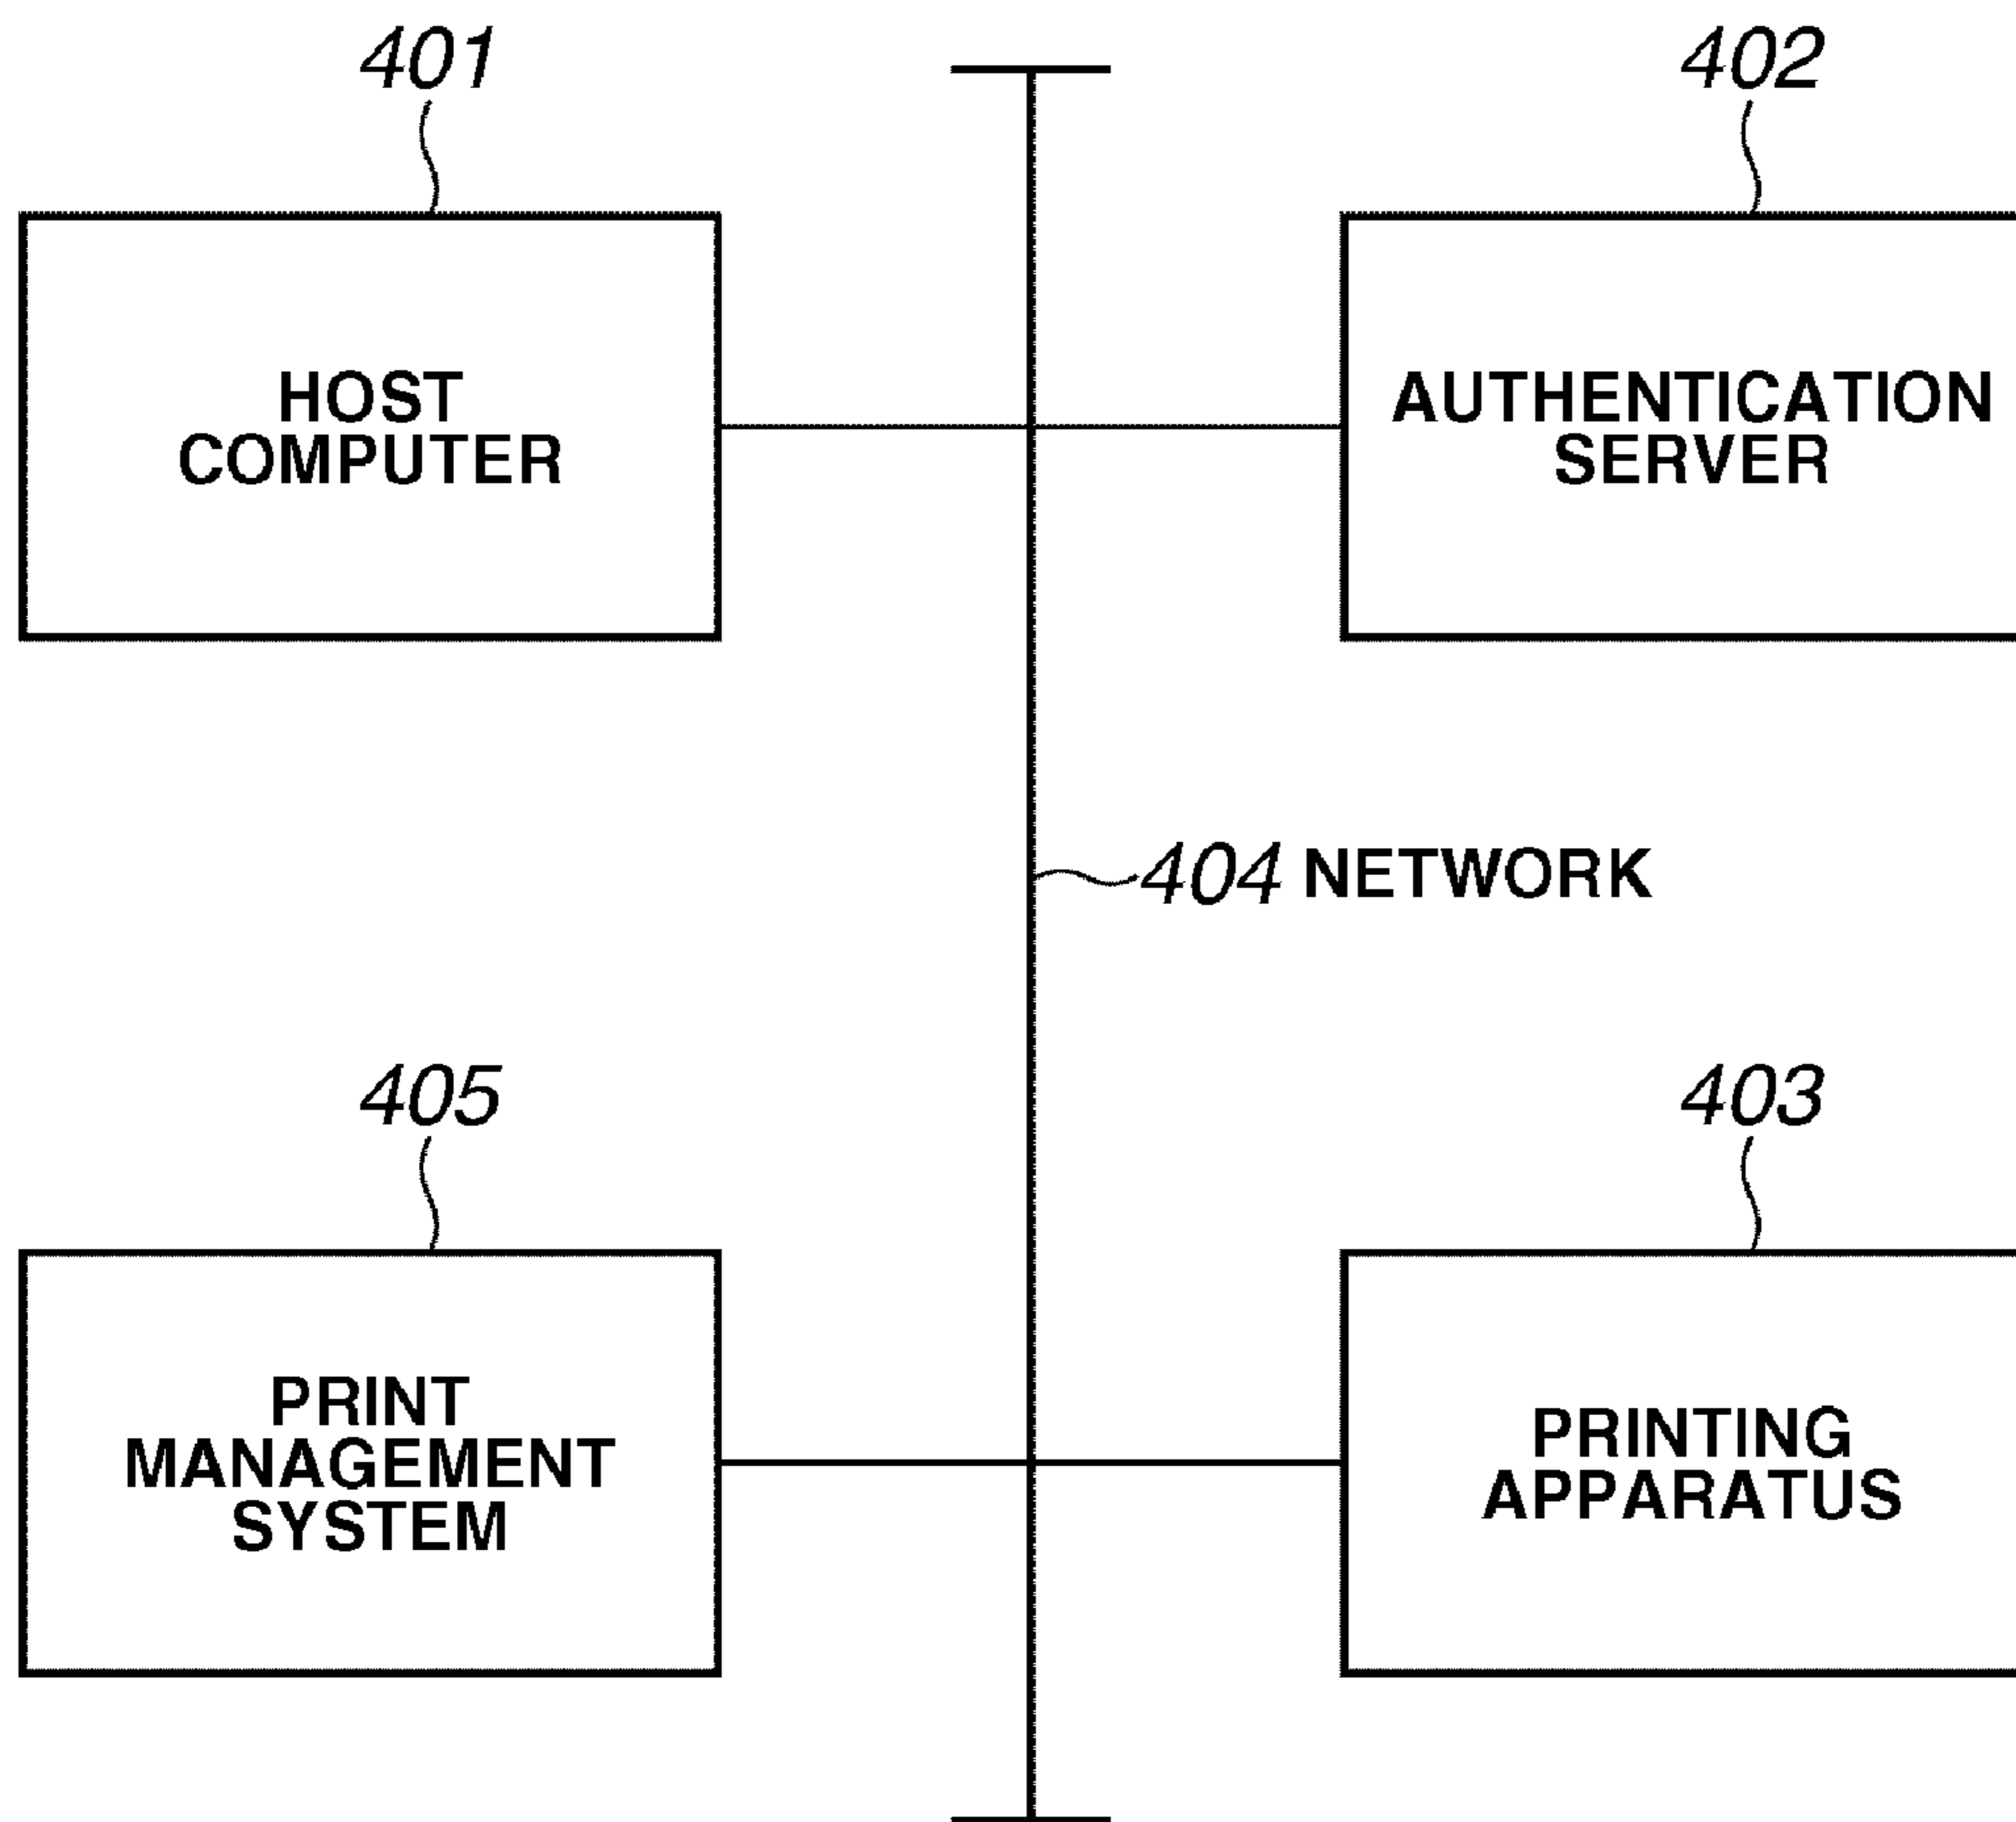 401
402
HOST
COMPUTER
AUTHENTICATION
SERVER
404 NETWORK
405
403
PRINT
MANAGEMENT
SYSTEM
PRINTING
APPARATUS